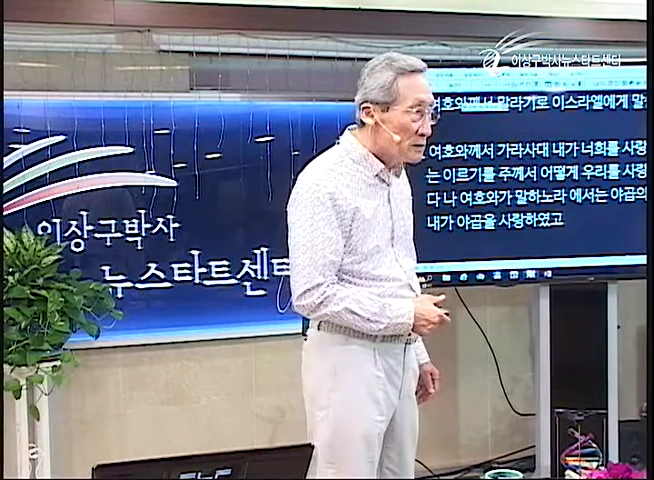 이상구박사뉴스타트센터
여호와께서 말라기로 이스라엘에게 말
여호와께서 가라사대 내가 너희를 사랑
는 이르기를 주께서 어떻게 우리를 사랑
다 나 여호와가 말하노라 에서는 야곱의
내가 야곱을 사랑하였고
이상구박사
뉴스타트센터